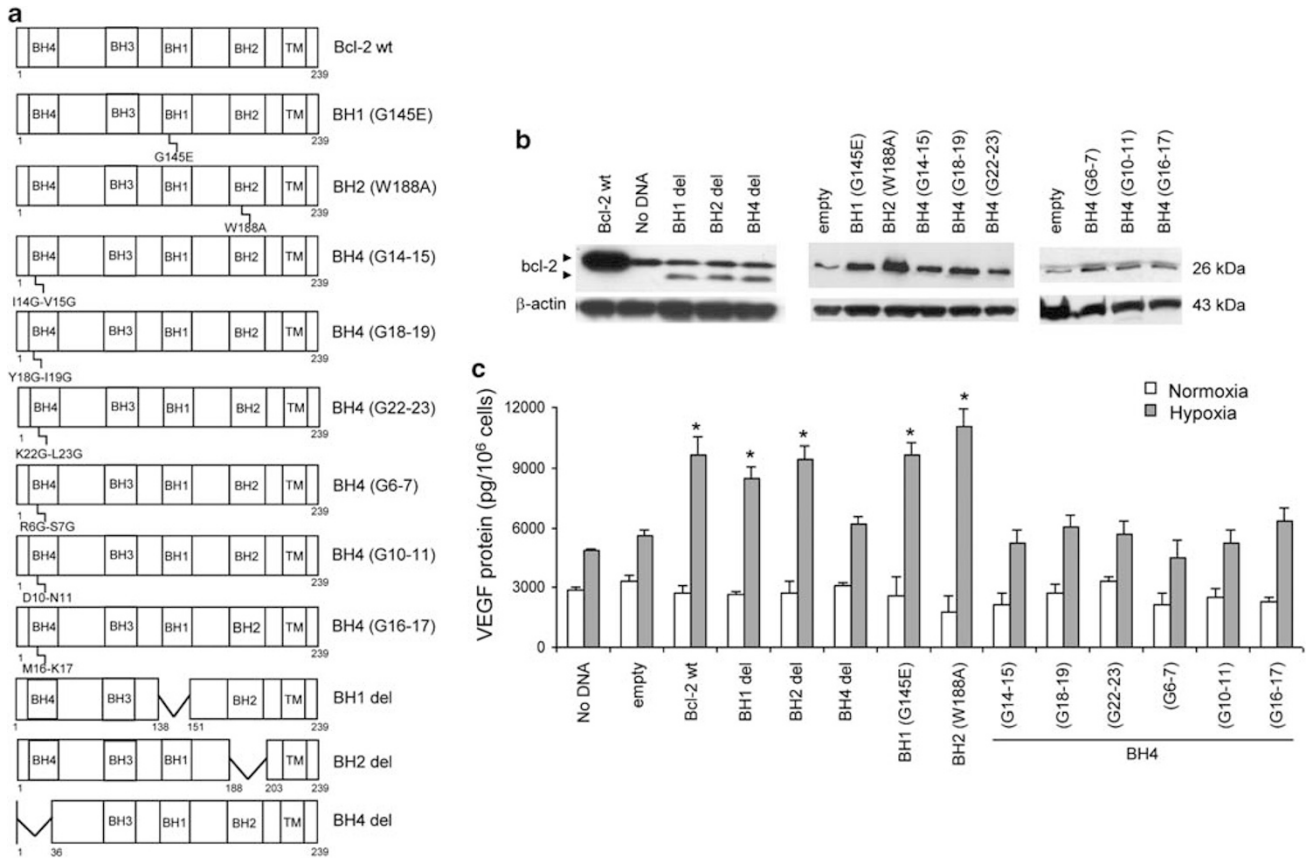 a
BH4 BH3 BH1 BH2 TM Bcl-2 wt
1 239
BH4 BH3 BH1 BH2 TM BH1 (G145E)
1 239
G145E
BH4 BH3 BH1 BH2 TM BH2 (W188A)
1 239
W188A
BH4 BH3 BH1 BH2 TM BH4 (G14-15)
1 239
I14G-V15G
BH4 BH3 BH1 BH2 TM BH4 (G18-19)
1 239
Y18G-I19G
BH4 BH3 BH1 BH2 TM BH4 (G22-23)
1 239
K22G-L23G
BH4 BH3 BH1 BH2 TM BH4 (G6-7)
1 239
R6G-S7G
BH4 BH3 BH1 BH2 TM BH4 (G10-11)
1 239
D10-N11
BH4 BH3 BH1 BH2 TM BH4 (G16-17)
1 239
M16-K17
BH4 BH3 BH2 TM BH1 del
1 138 151 239
BH4 BH3 BH1 TM BH2 del
1 188 203 239
BH3 BH1 BH2 TM BH4 del
1 36 239
b
Bcl-2 wt
No DNA
BH1 del
BH2 del
BH4 del
empty
BH1 (G145E)
BH2 (W188A)
BH4 (G14-15)
BH4 (G18-19)
BH4 (G22-23)
empty
BH4 (G6-7)
BH4 (G10-11)
BH4 (G16-17)
bcl-2 26 kDa
β-actin 43 kDa
c
Normoxia
Hypoxia
VEGF protein (pg/10⁶ cells)
12000
9000
6000
3000
0
* * * * *
No DNA
empty
Bcl-2 wt
BH1 del
BH2 del
BH4 del
BH1 (G145E)
BH2 (W188A)
(G14-15)
(G18-19)
(G22-23)
(G6-7)
(G10-11)
(G16-17)
BH4